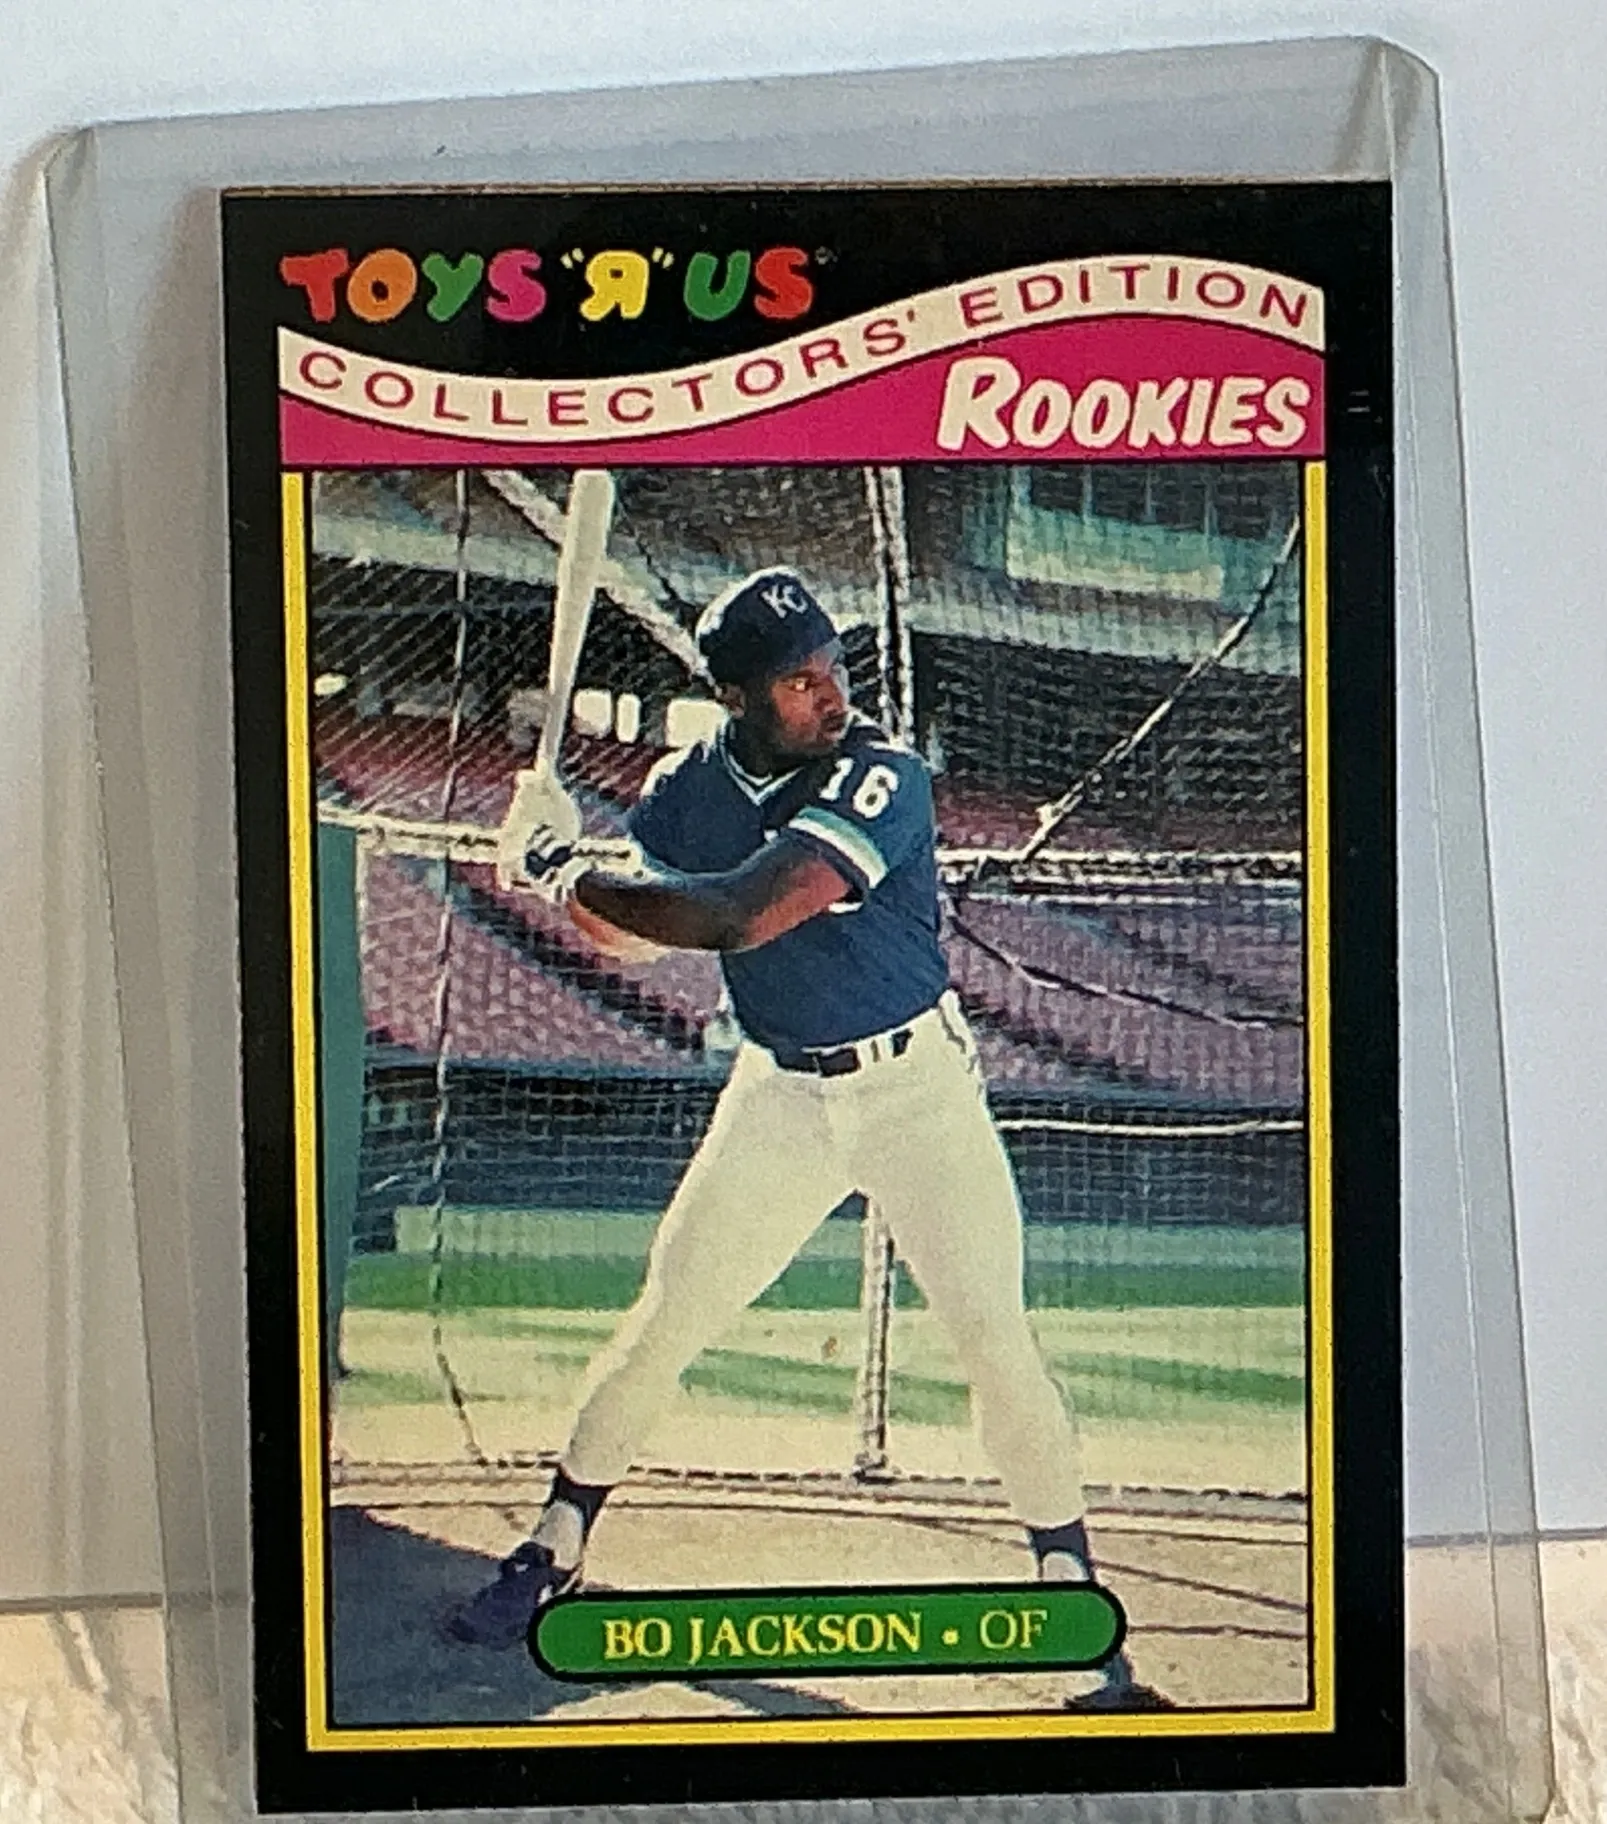 TOYS "R" US
COLLECTORS' EDITION
ROOKIES
KC
16
BO JACKSON • OF